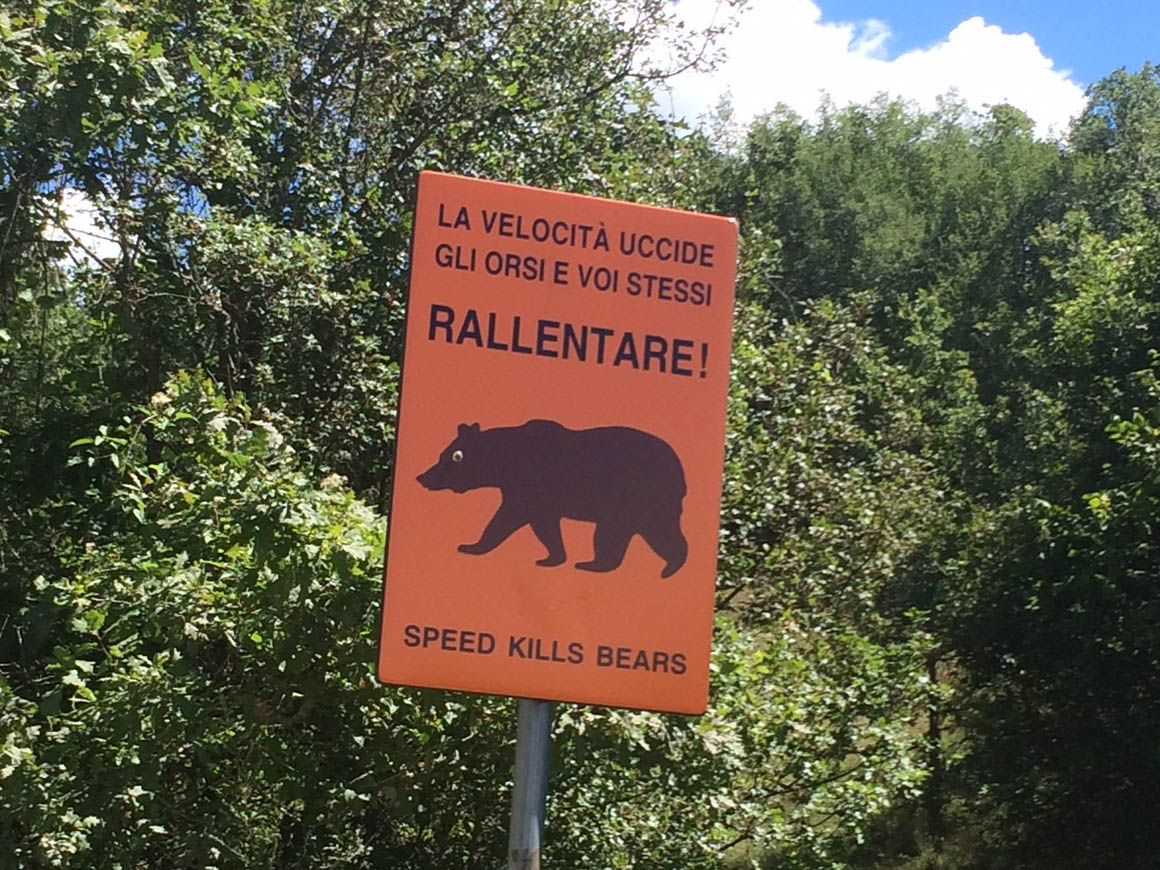 LA VELOCITÀ UCCIDE
GLI ORSI E VOI STESSI
RALLENTARE!
SPEED KILLS BEARS